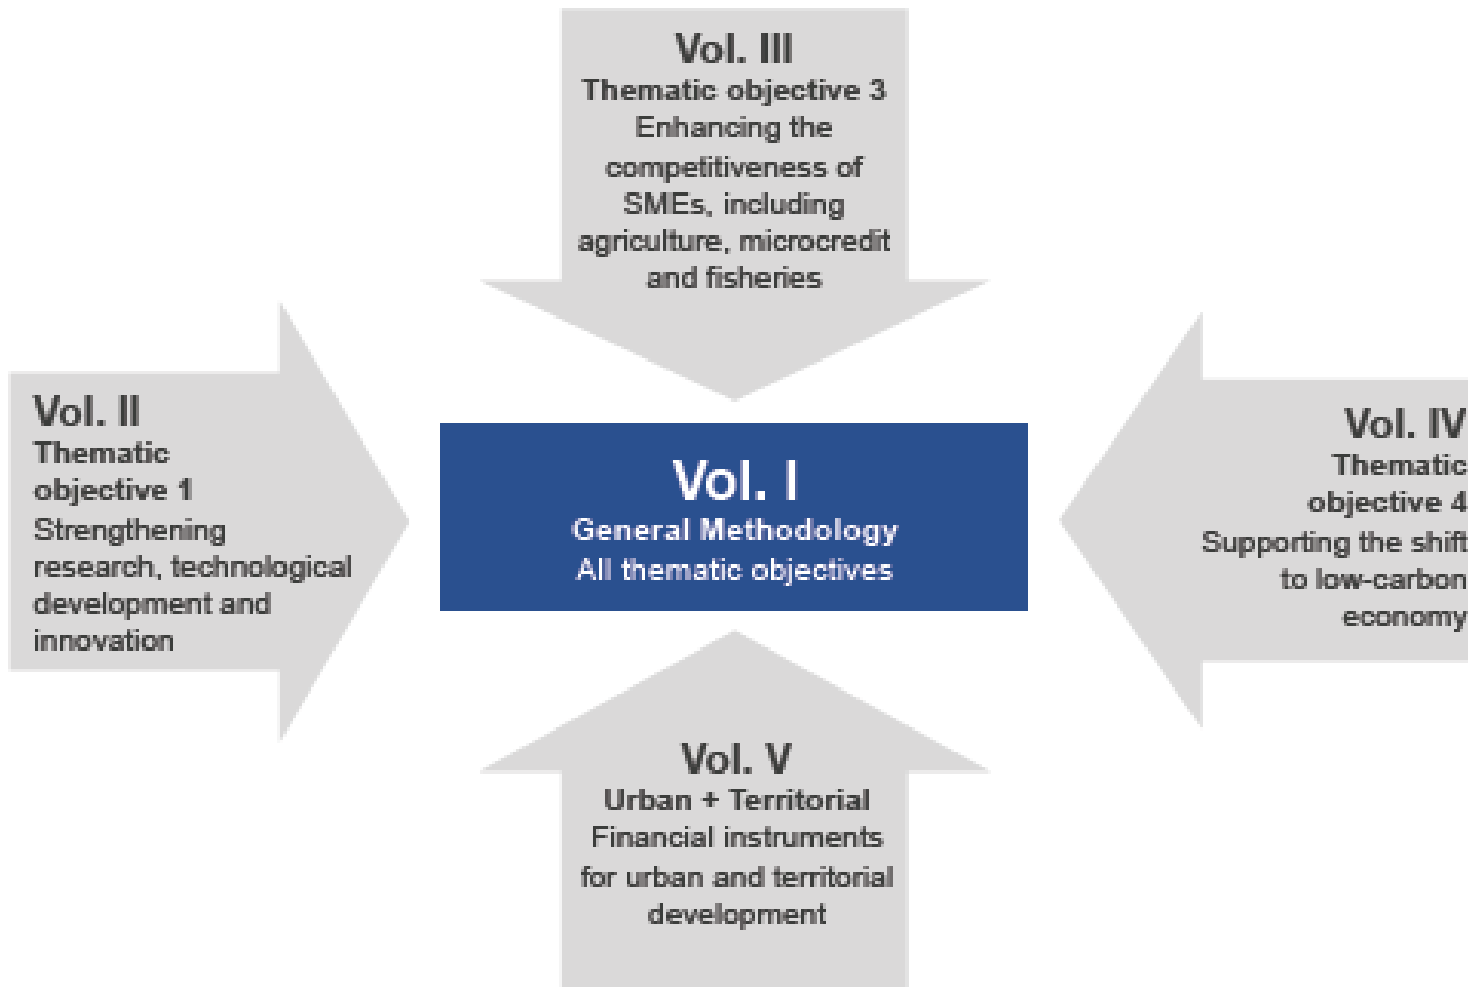 Vol. III
Thematic objective 3
Enhancing the
competitiveness of
SMEs, including
agriculture, microcredit
and fisheries
Vol. II
Thematic
objective 1
Strengthening
research, technological
development and
innovation
Vol. I
General Methodology
All thematic objectives
Vol. IV
Thematic
objective 4
Supporting the shift
to low-carbon
economy
Vol. V
Urban + Territorial
Financial instruments
for urban and territorial
development